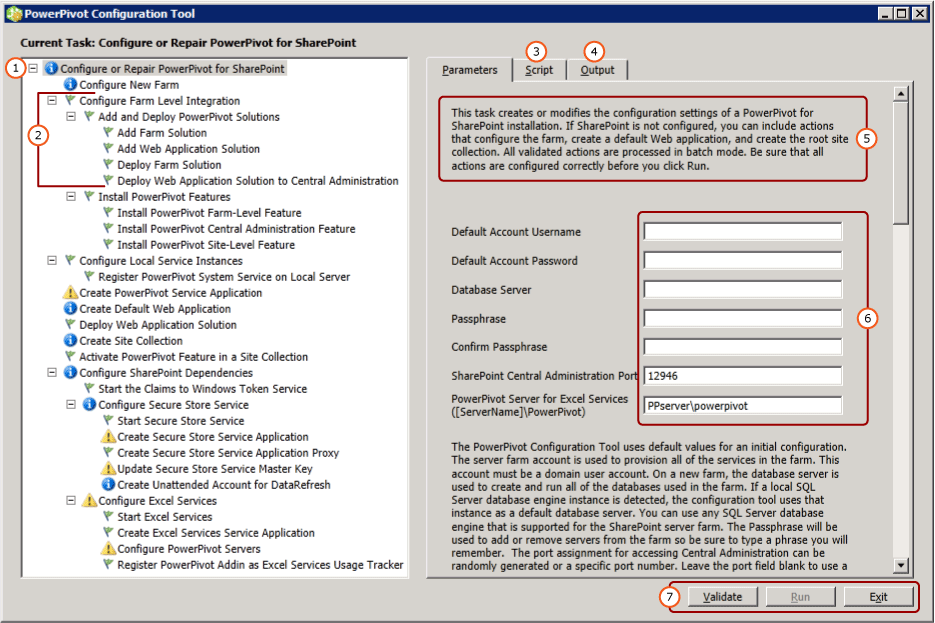 PowerPivot Configuration Tool
Current Task: Configure or Repair PowerPivot for SharePoint
1
Configure or Repair PowerPivot for SharePoint
Configure New Farm
2
Configure Farm Level Integration
Add and Deploy PowerPivot Solutions
Add Farm Solution
Add Web Application Solution
Deploy Farm Solution
Deploy Web Application Solution to Central Administration
Install PowerPivot Features
Install PowerPivot Farm-Level Feature
Install PowerPivot Central Administration Feature
Install PowerPivot Site-Level Feature
Configure Local Service Instances
Register PowerPivot System Service on Local Server
Create PowerPivot Service Application
Create Default Web Application
Deploy Web Application Solution
Create Site Collection
Activate PowerPivot Feature in a Site Collection
Configure SharePoint Dependencies
Start the Claims to Windows Token Service
Configure Secure Store Service
Start Secure Store Service
Create Secure Store Service Application
Create Secure Store Service Application Proxy
Update Secure Store Service Master Key
Create Unattended Account for DataRefresh
Configure Excel Services
Start Excel Services
Create Excel Services Service Application
Configure PowerPivot Servers
Register PowerPivot Addin as Excel Services Usage Tracker
3
4
Parameters
Script
Output
This task creates or modifies the configuration settings of a PowerPivot for
SharePoint installation. If SharePoint is not configured, you can include actions
that configure the farm, create a default Web application, and create the root site
collection. All validated actions are processed in batch mode. Be sure that all
actions are configured correctly before you click Run.
5
Default Account Username
Default Account Password
Database Server
Passphrase
6
Confirm Passphrase
SharePoint Central Administration Port
12946
PowerPivot Server for Excel Services
([ServerName]\PowerPivot)
PPserver\powerpivot
The PowerPivot Configuration Tool uses default values for an initial configuration.
The server farm account is used to provision all of the services in the farm. This
account must be a domain user account. On a new farm, the database server is
used to create and run all of the databases used in the farm. If a local SQL
Server database engine instance is detected, the configuration tool uses that
instance as a default database server. You can use any SQL Server database
engine that is supported for the SharePoint server farm. The Passphrase will be
used to add or remove servers from the farm so be sure to type a phrase you will
remember.  The port assignment for accessing Central Administration can be
randomly generated or a specific port number. Leave the port field blank to use a
7
Validate
Run
Exit